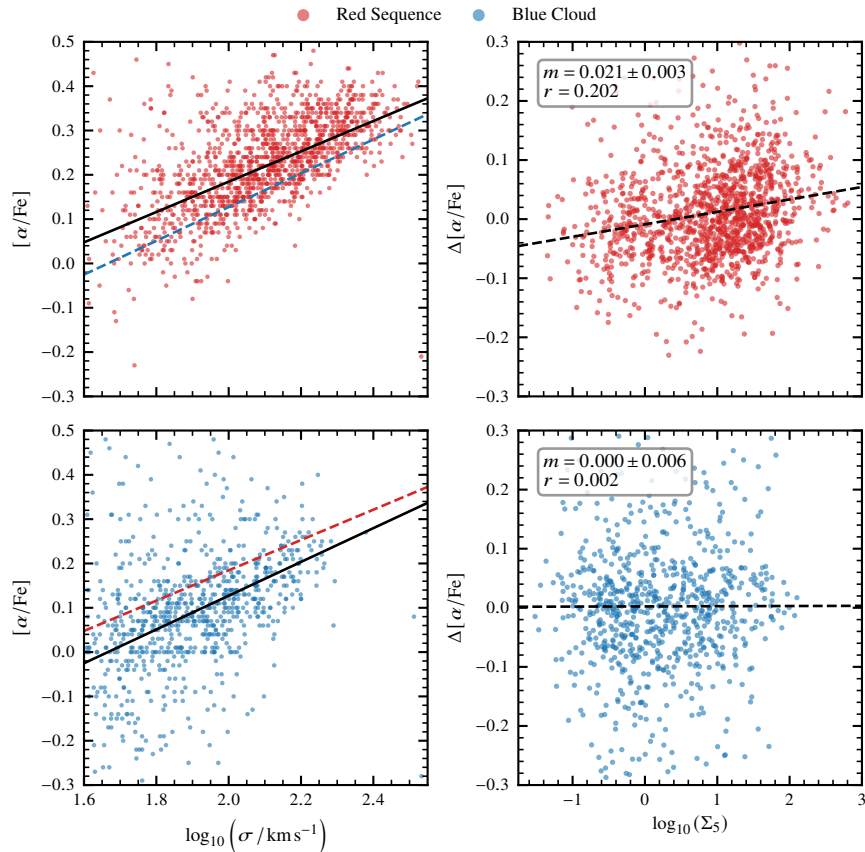 Red Sequence Blue Cloud
0.5
0.4
0.3
0.2
0.1
0.0
−0.1
−0.2
−0.3
[α/Fe]
0.3
0.2
0.1
0.0
−0.1
−0.2
−0.3
Δ[α/Fe]
m = 0.021 ± 0.003
r = 0.202
0.5
0.4
0.3
0.2
0.1
0.0
−0.1
−0.2
−0.3
[α/Fe]
1.6 1.8 2.0 2.2 2.4
log₁₀(σ/km s⁻¹)
0.3
0.2
0.1
0.0
−0.1
−0.2
−0.3
Δ[α/Fe]
m = 0.000 ± 0.006
r = 0.002
−1 0 1 2 3
log₁₀(Σ₅)